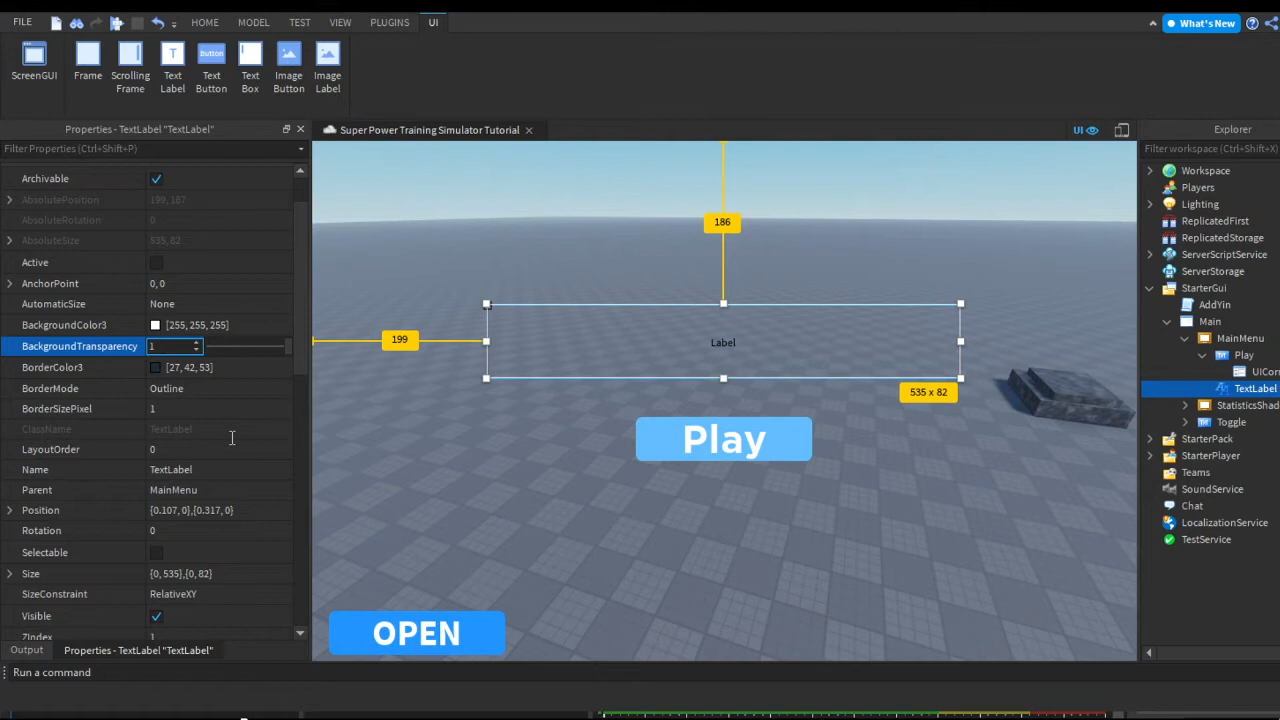 FILE HOME MODEL TEST VIEW PLUGINS UI What's New
ScreenGUI Frame Scrolling Frame Text Label Button Text Button Text Box Image Button Image Label
Properties - TextLabel "TextLabel"
Filter Properties (Ctrl+Shift+P)
Archivable
AbsolutePosition 199, 187
AbsoluteRotation 0
AbsoluteSize 535, 82
Active
AnchorPoint 0, 0
AutomaticSize None
BackgroundColor3 [255, 255, 255]
BackgroundTransparency 1
BorderColor3 [27, 42, 53]
BorderMode Outline
BorderSizePixel 1
ClassName TextLabel
LayoutOrder 0
Name TextLabel
Parent MainMenu
Position {0.107, 0},{0.317, 0}
Rotation 0
Selectable
Size {0, 535},{0, 82}
SizeConstraint RelativeXY
Visible
ZIndex 1
Output Properties - TextLabel "TextLabel"
Run a command
Super Power Training Simulator Tutorial
UI
186
199
Label
535 x 82
Play
OPEN
Explorer
Filter workspace (Ctrl+Shift+X)
Workspace
Players
Lighting
ReplicatedFirst
ReplicatedStorage
ServerScriptService
ServerStorage
StarterGui
AddYin
Main
MainMenu
Play
UICorn
TextLabel
StatisticsShad
Toggle
StarterPack
StarterPlayer
Teams
SoundService
Chat
LocalizationService
TestService